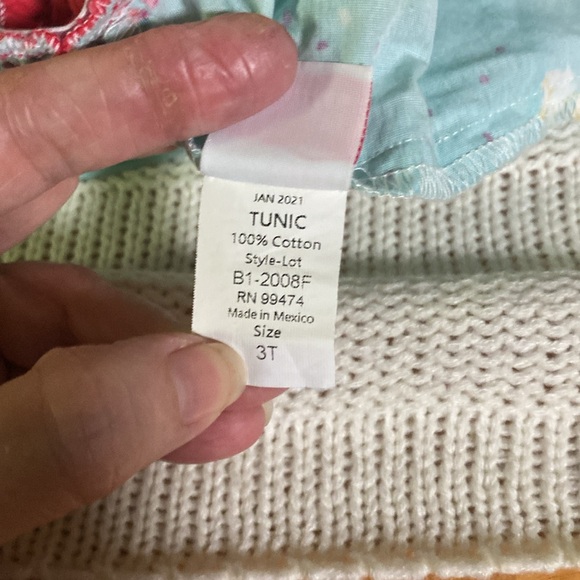 JAN 2021
TUNIC
100% Cotton
Style-Lot
B1-2008F
RN 99474
Made in Mexico
Size
3T